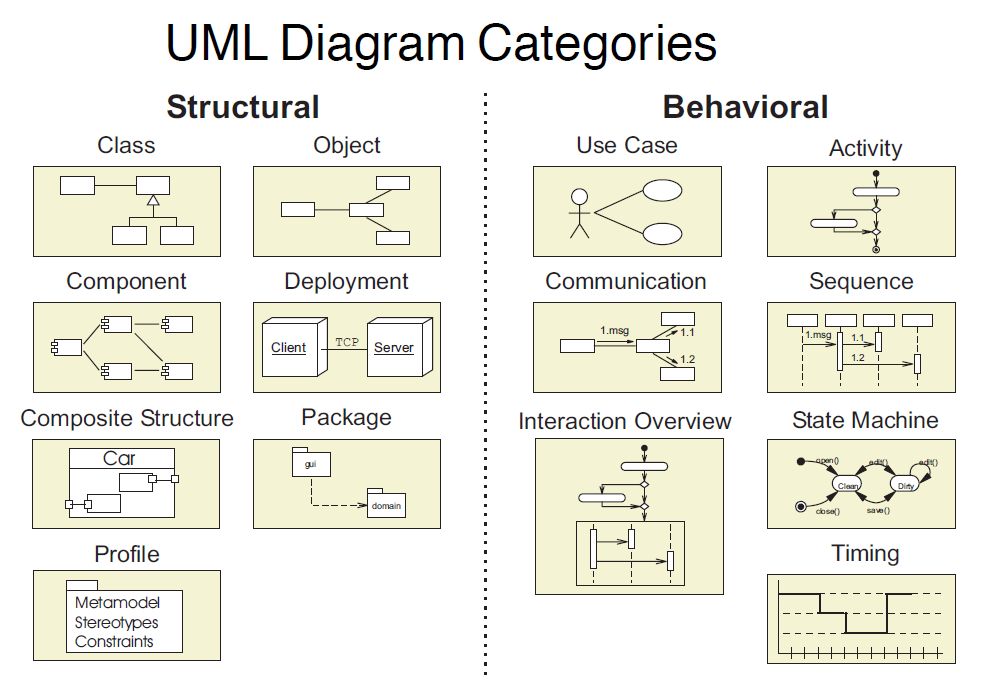 UML Diagram Categories
Structural
Class
Object
Component
Deployment
Client
TCP
Server
Composite Structure
Car
Package
gui
domain
Profile
Metamodel
Stereotypes
Constraints
Behavioral
Use Case
Activity
Communication
1.msg
1.1
1.2
Sequence
1.msg
1.1
1.2
Interaction Overview
State Machine
open()
edit()
edit()
Clean
Dirty
close()
save()
Timing